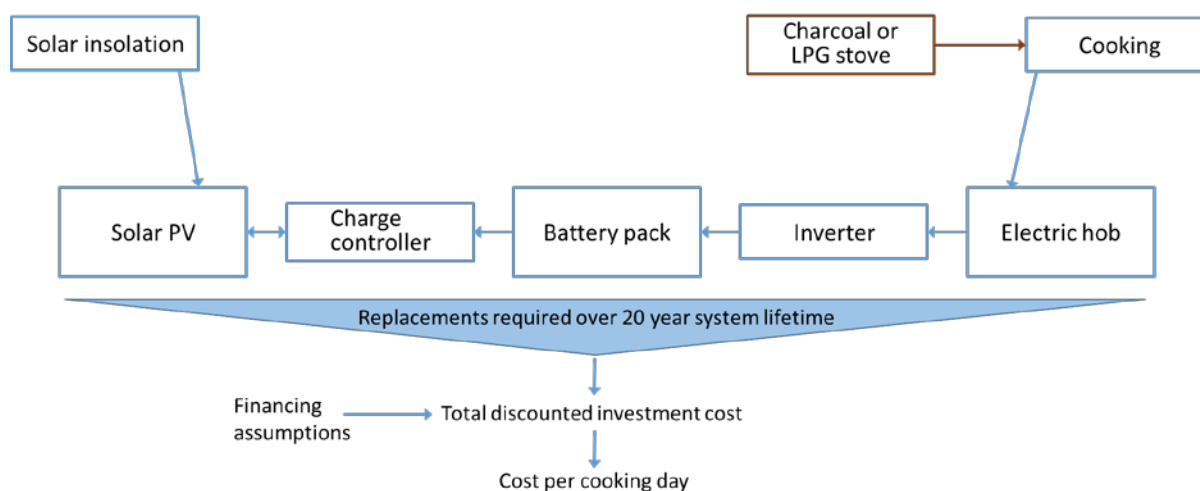 Solar insolation
Charcoal or
LPG stove
Cooking
Solar PV
Charge
controller
Battery pack
Inverter
Electric hob
Replacements required over 20 year system lifetime
Financing
assumptions
Total discounted investment cost
Cost per cooking day